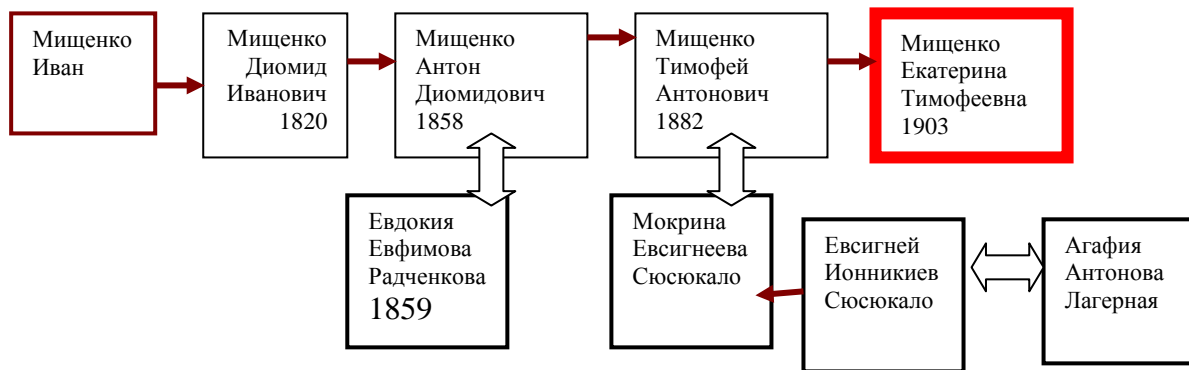 Мищенко
Иван
Мищенко
Диомид
Иванович
1820
Мищенко
Антон
Диомидович
1858
Мищенко
Тимофей
Антонович
1882
Мищенко
Екатерина
Тимофеевна
1903
Евдокия
Евфимова
Радченкова
1859
Мокрина
Евсигнеева
Сюсюкало
Евсигней
Ионникиев
Сюсюкало
Агафия
Антонова
Лагерная